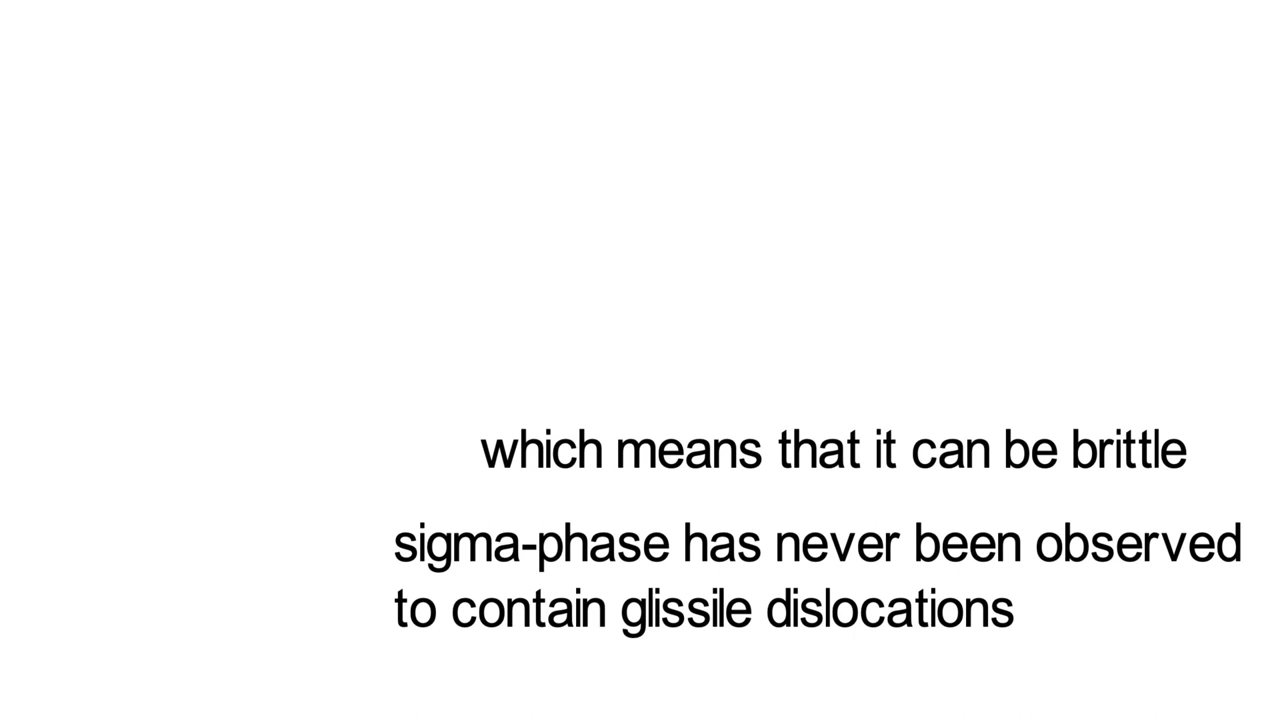 which means that it can be brittle
sigma-phase has never been observed
to contain glissile dislocations